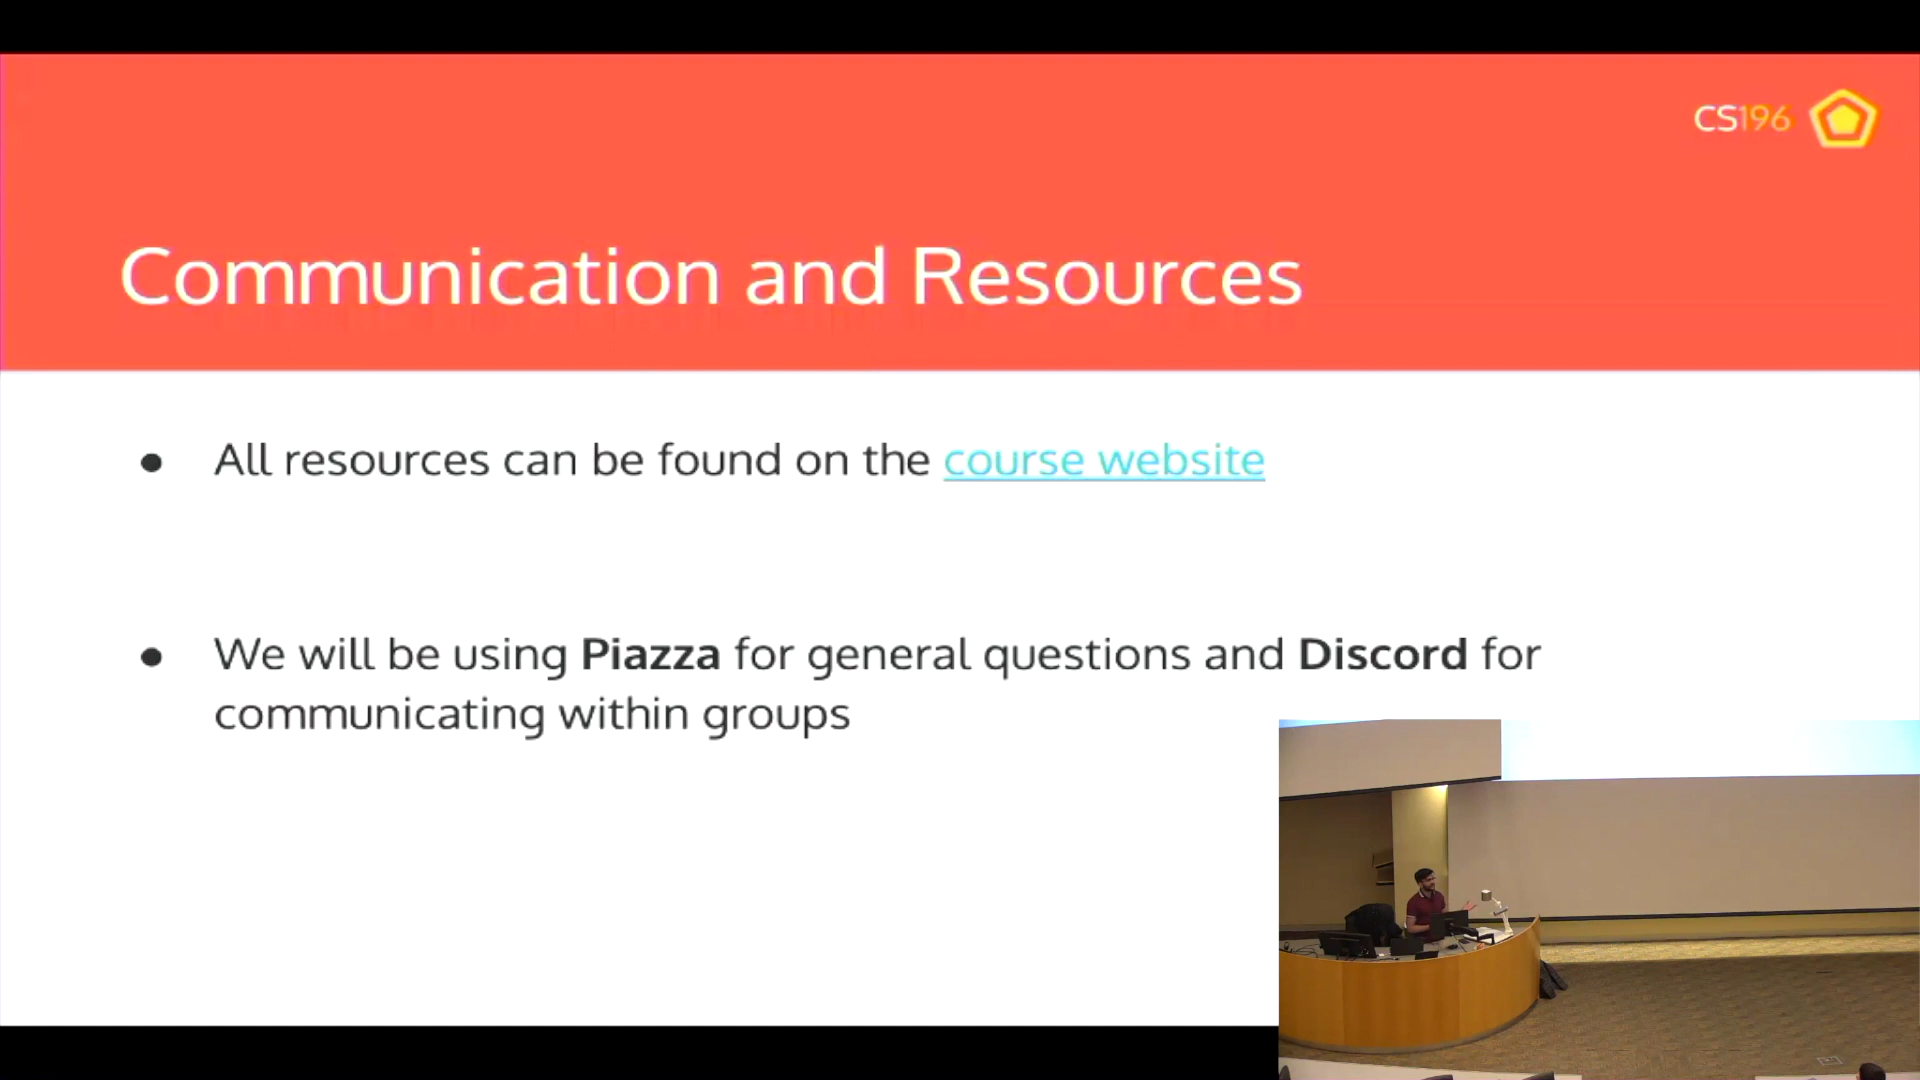 CS196
Communication and Resources
● All resources can be found on the course website
● We will be using Piazza for general questions and Discord for
communicating within groups